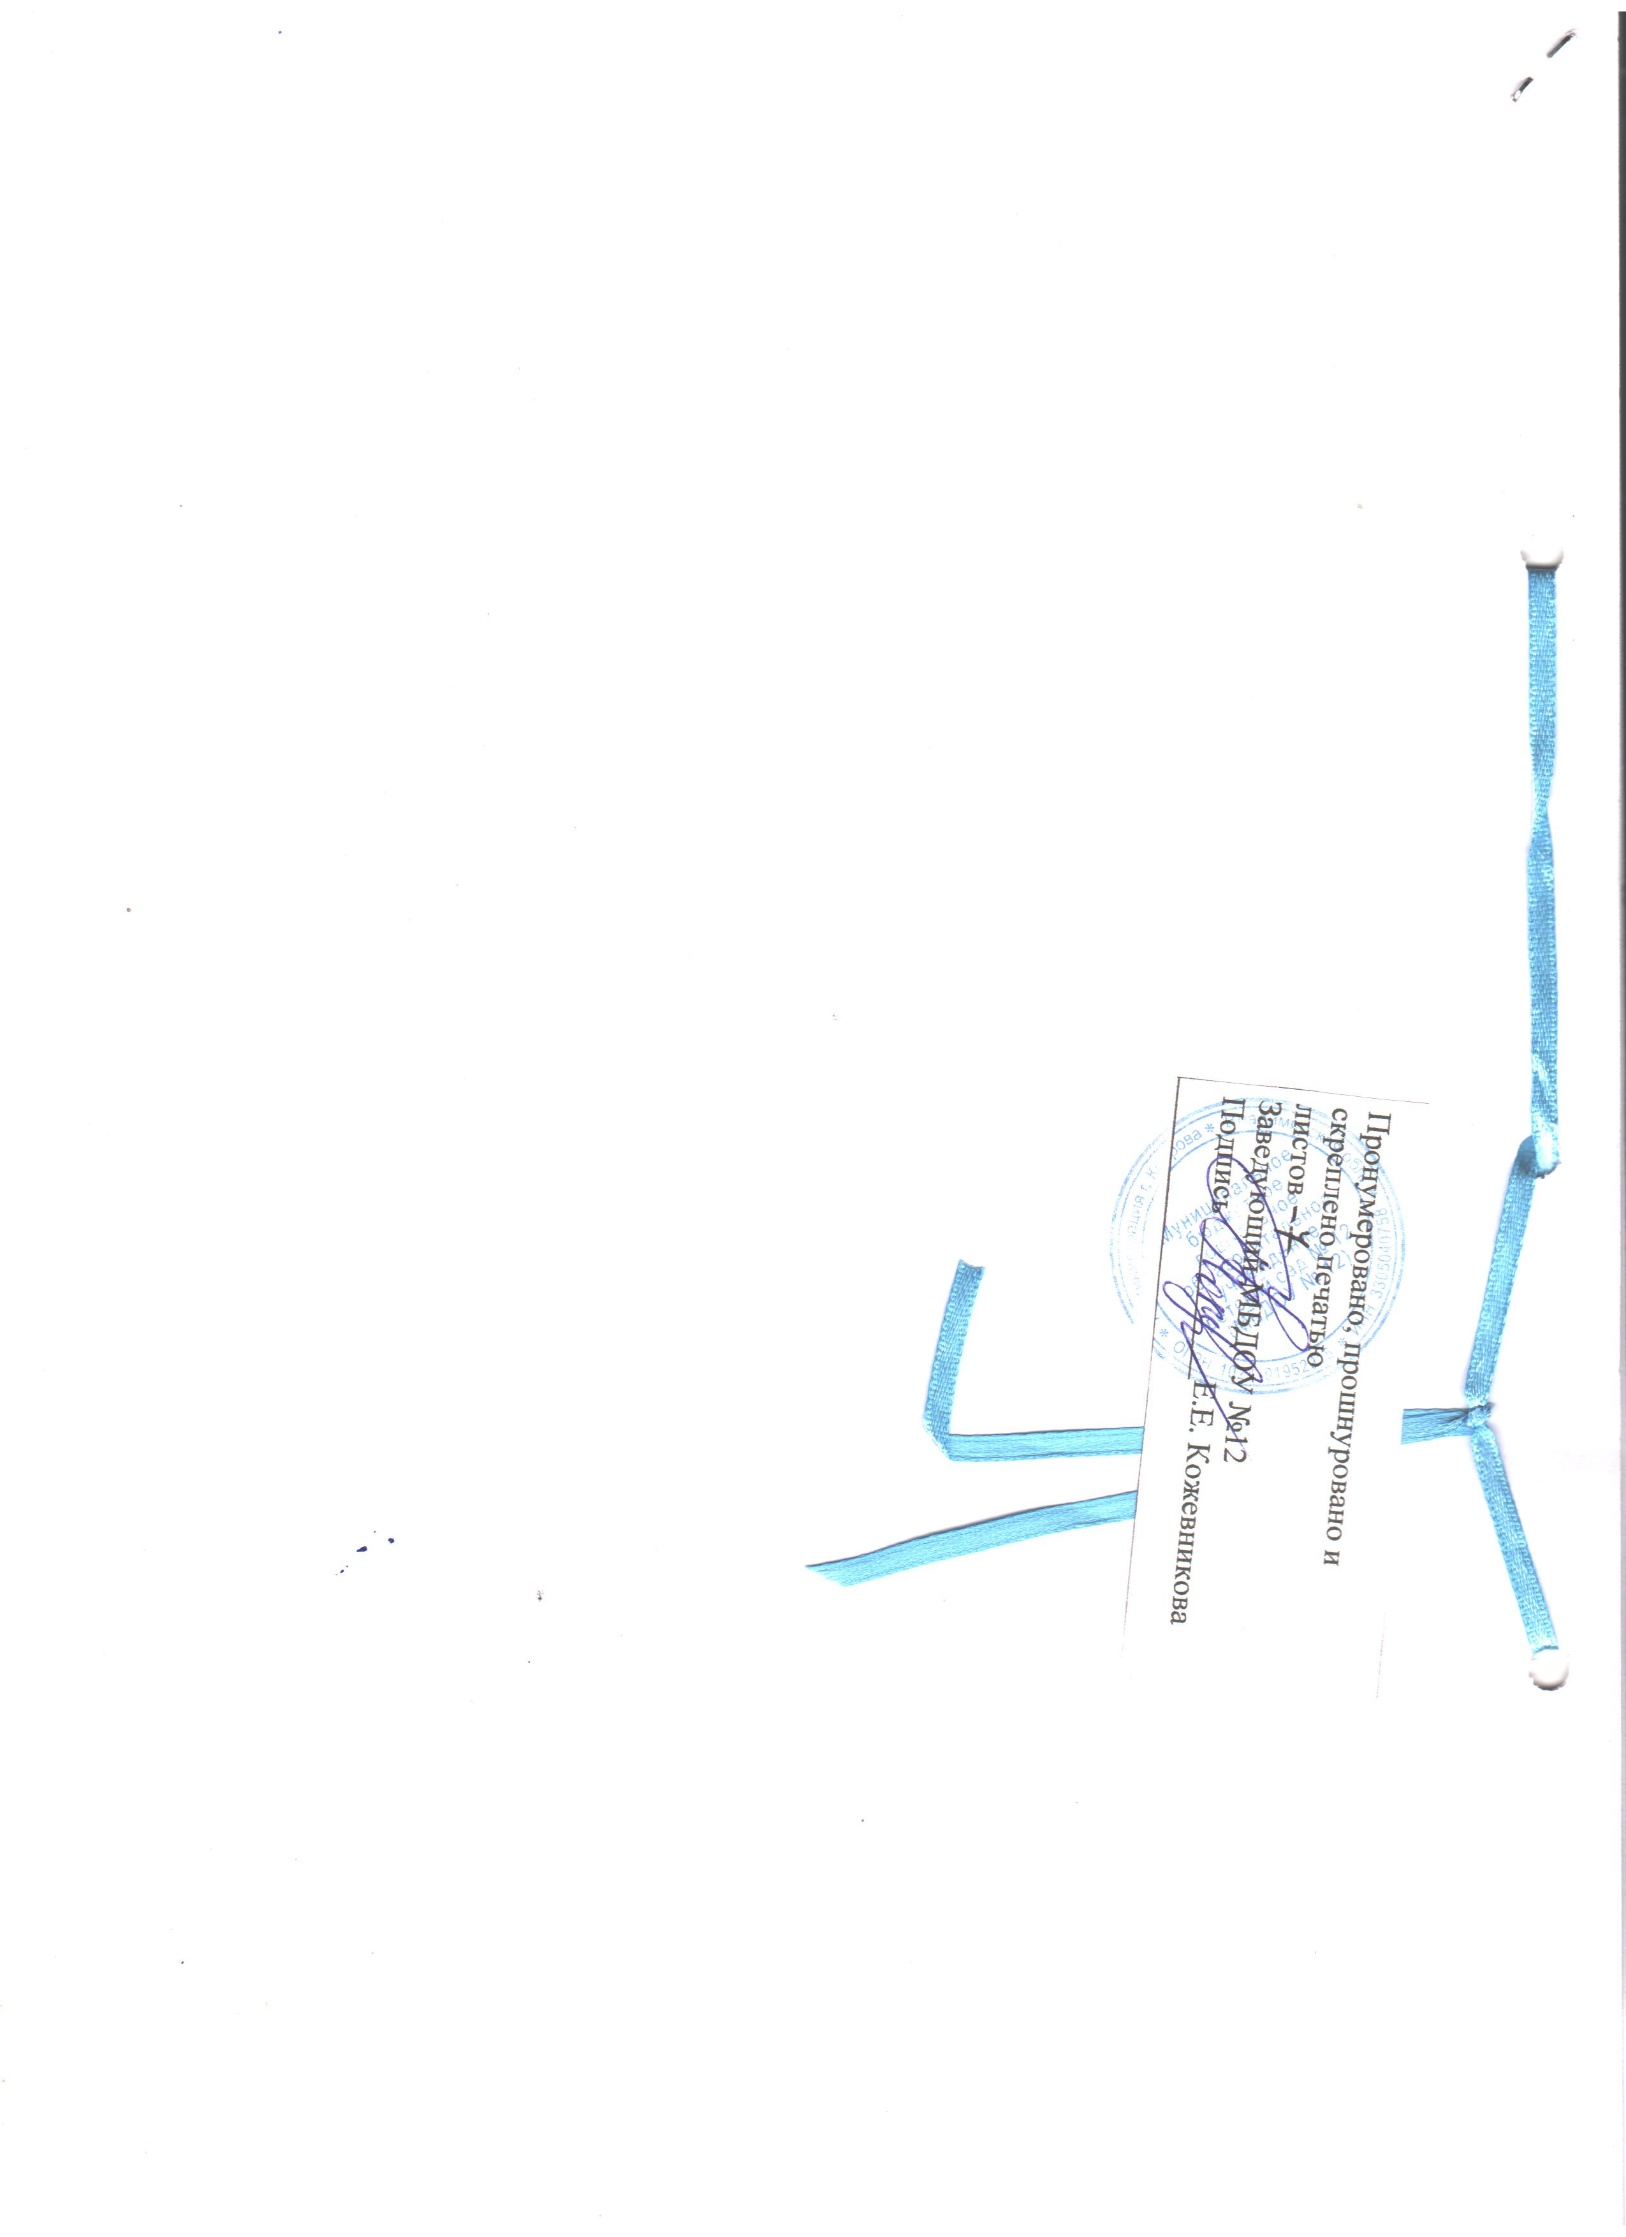 Пронумеровано, прошнуровано и
скреплено печатью
листов -
Заведующий МБДОУ №12
Подпись Е.Е. Кожевникова